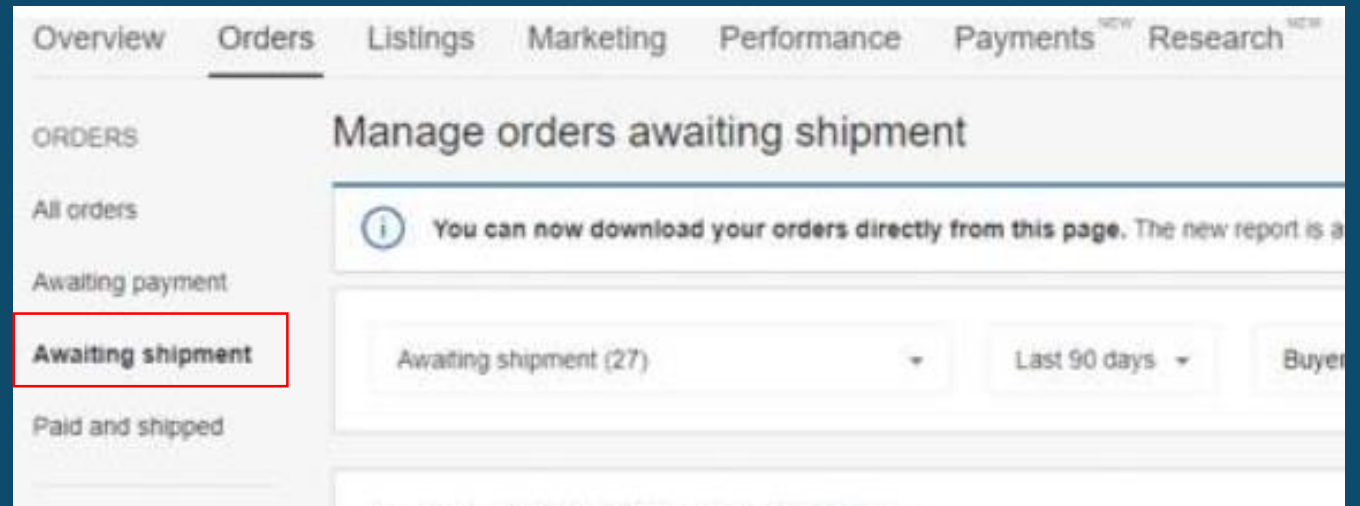 Overview Orders Listings Marketing Performance Payments NEW Research NEW
ORDERS
All orders
Awaiting payment
Awaiting shipment
Paid and shipped
Manage orders awaiting shipment
You can now download your orders directly from this page. The new report is a
Awaiting shipment (27) Last 90 days Buyer